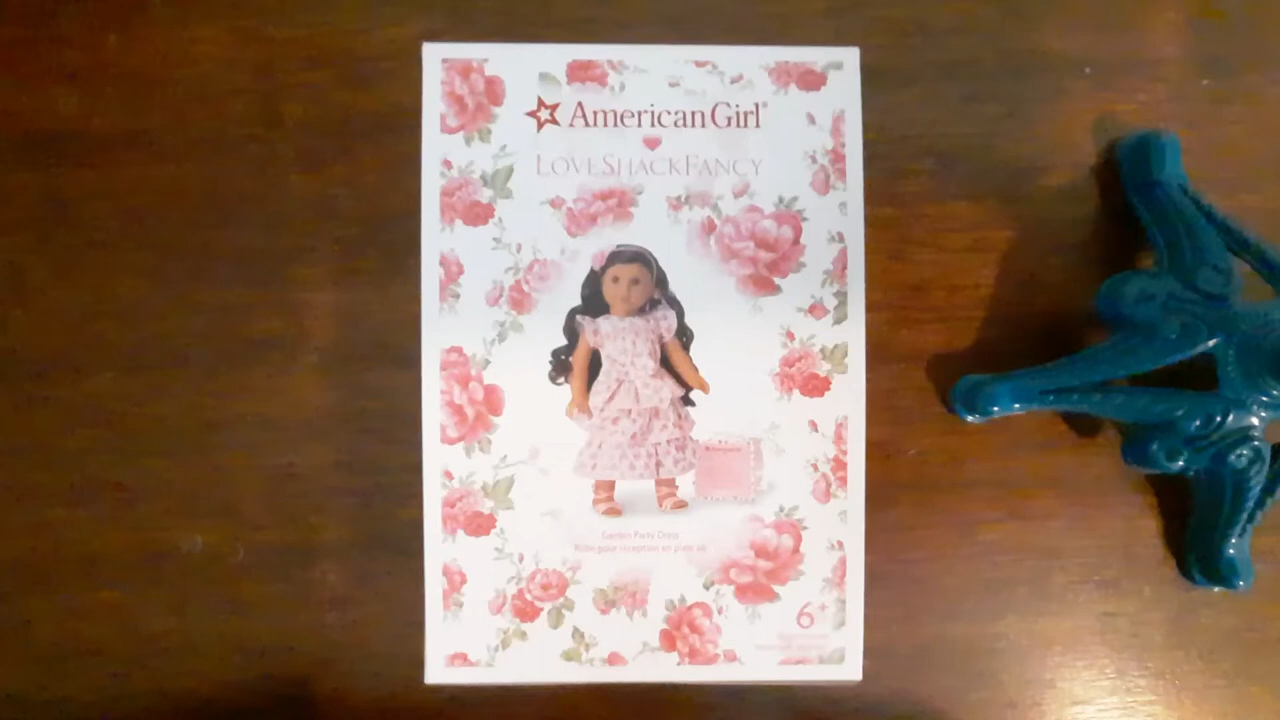 American Girl®
LOVESHACKFANCY
Garden Party Dress
Robe pour réception en plein air
6+